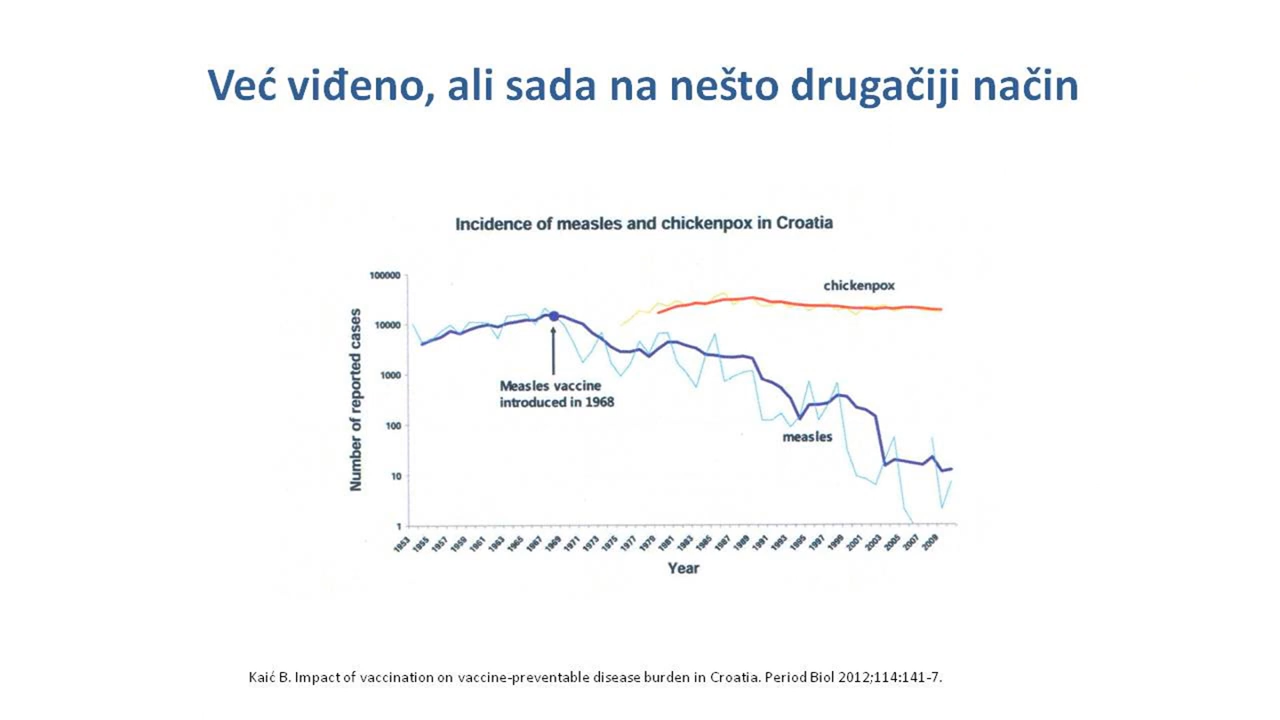 Već viđeno, ali sada na nešto drugačiji način
Incidence of measles and chickenpox in Croatia
100000
10000
1000
100
10
1
Number of reported cases
chickenpox
Measles vaccine
introduced in 1968
measles
1953 1955 1957 1959 1961 1963 1965 1967 1969 1971 1973 1975 1977 1979 1981 1983 1985 1987 1989 1991 1993 1995 1997 1999 2001 2003 2005 2007 2009
Year
Kaić B. Impact of vaccination on vaccine-preventable disease burden in Croatia. Period Biol 2012;114:141-7.